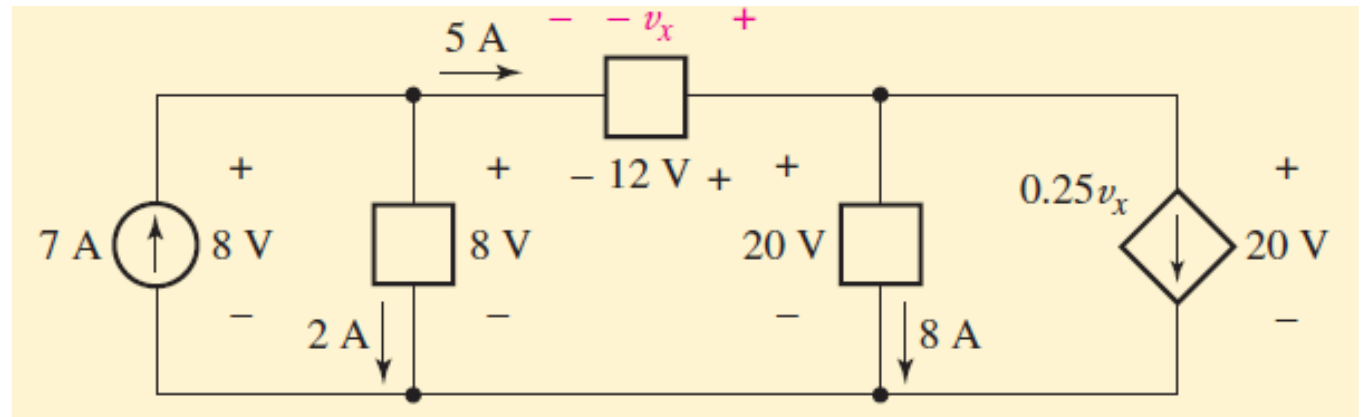 − − vₓ +
5 A
+ + − 12 V + + 0.25vₓ +
7 A 8 V 8 V 20 V 20 V
− 2 A − − 8 A −